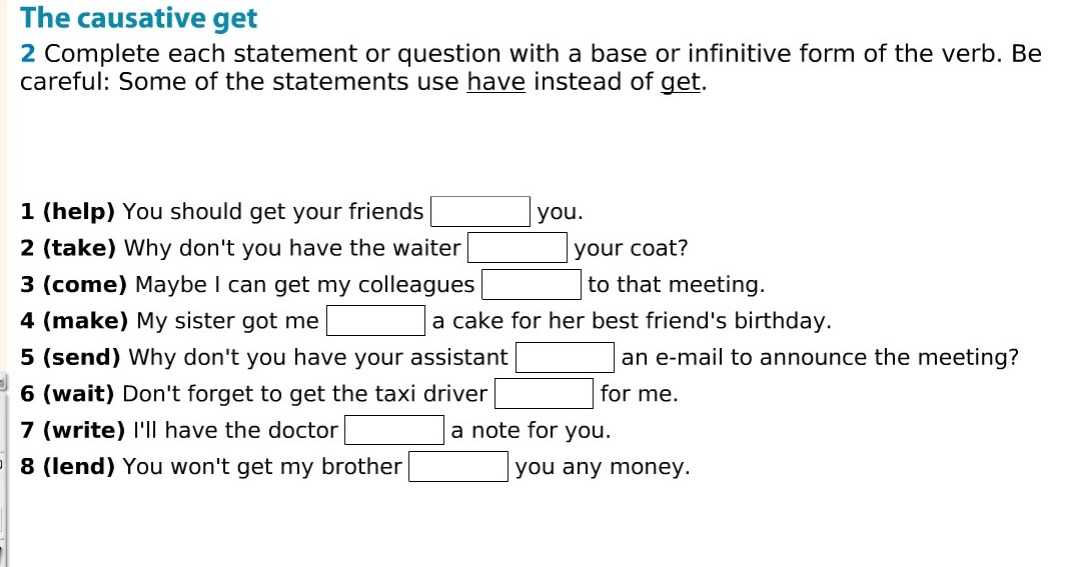 The causative get
2 Complete each statement or question with a base or infinitive form of the verb. Be
careful: Some of the statements use have instead of get.
1 (help) You should get your friends you.
2 (take) Why don't you have the waiter your coat?
3 (come) Maybe I can get my colleagues to that meeting.
4 (make) My sister got me a cake for her best friend's birthday.
5 (send) Why don't you have your assistant an e-mail to announce the meeting?
6 (wait) Don't forget to get the taxi driver for me.
7 (write) I'll have the doctor a note for you.
8 (lend) You won't get my brother you any money.